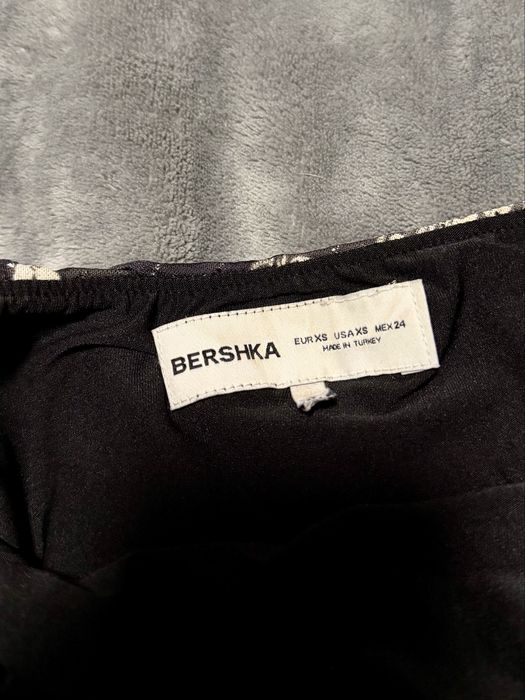 BERSHKA
EUR XS USA XS MEX 24
MADE IN TURKEY